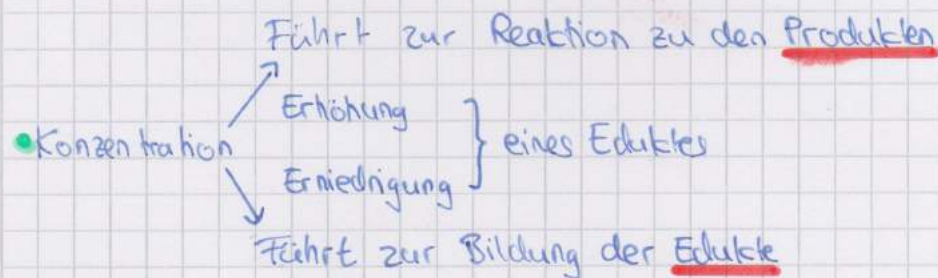 Führt zur Reaktion zu den Produkten
Erhöhung
• Konzentration
eines Eduktes
Erniedrigung
Führt zur Bildung der Edukte